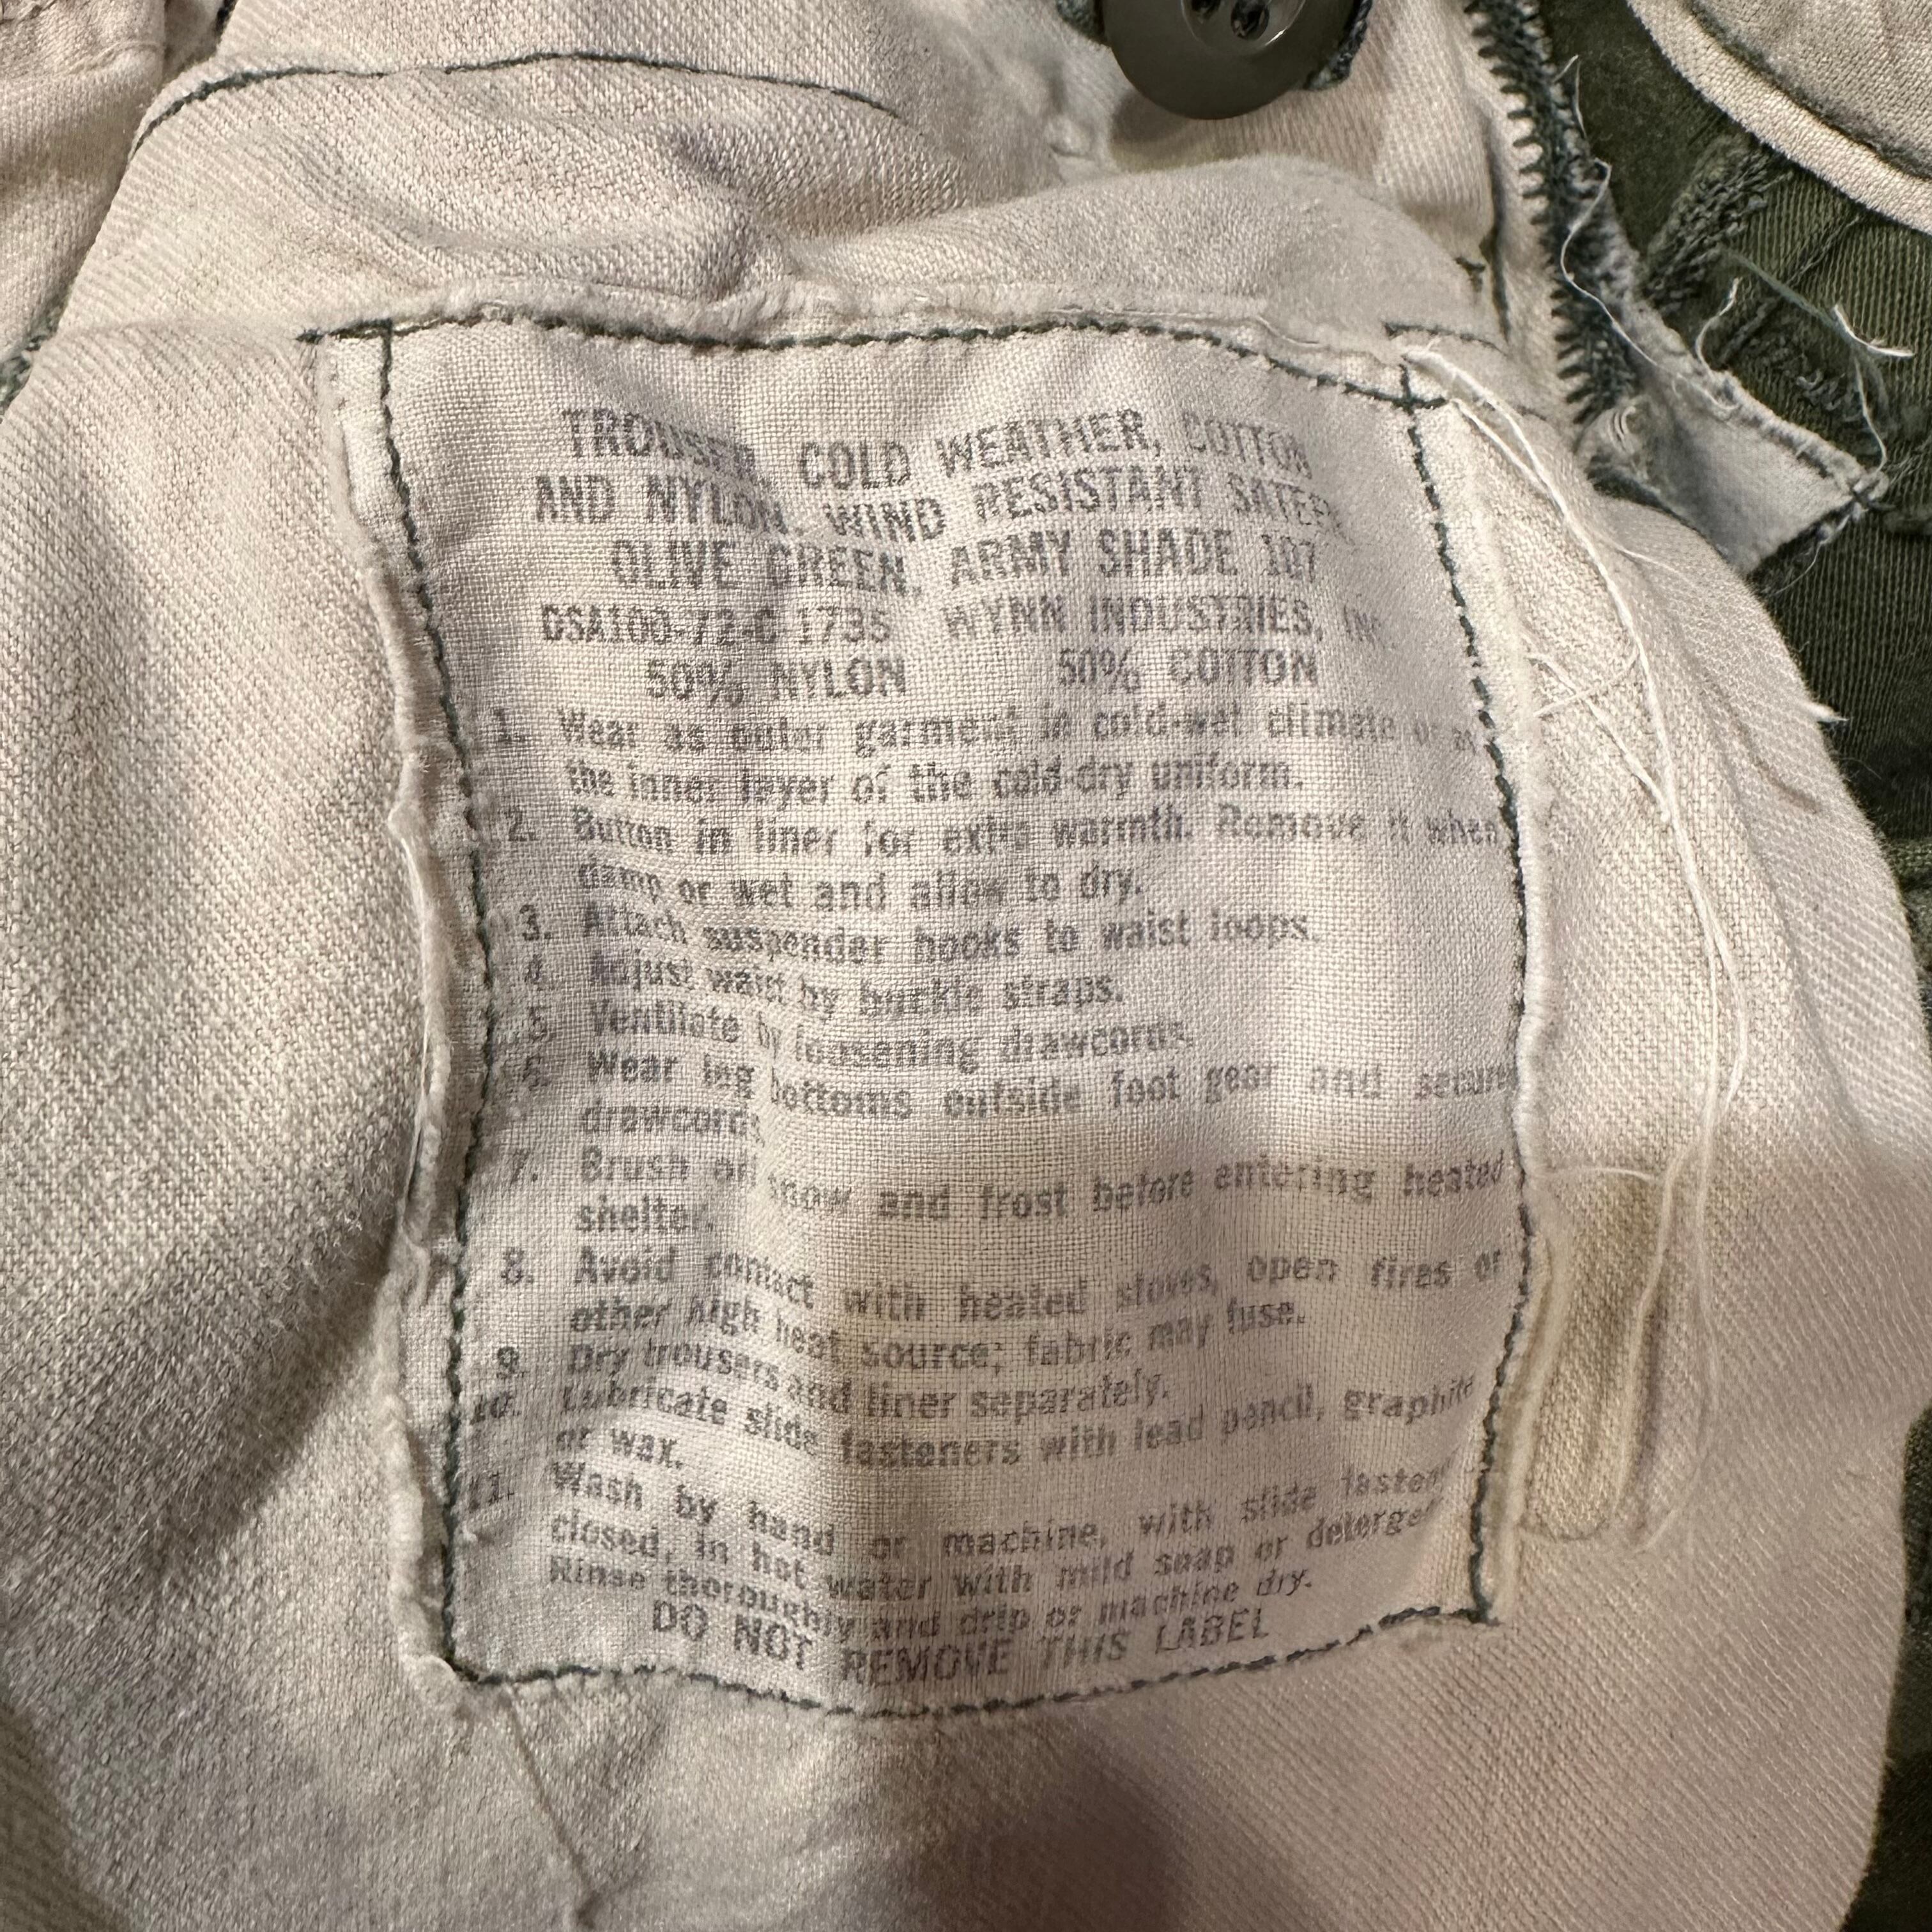 TROUSER, COLD WEATHER, COTTON
AND NYLON, WIND RESISTANT SATEEN
OLIVE GREEN, ARMY SHADE 107
DSA100-72-C-1735 WYNN INDUSTRIES, INC
50% NYLON 50% COTTON
1. Wear as outer garment in cold-wet climate or as
the inner layer of the cold-dry uniform.
2. Button in liner for extra warmth. Remove it when
damp or wet and allow to dry.
3. Attach suspender hooks to waist loops.
4. Adjust waist by buckle straps.
5. Ventilate by loosening drawcords.
6. Wear leg bottoms outside foot gear and secure
drawcords
7. Brush off snow and frost before entering heated
shelter.
8. Avoid contact with heated stoves, open fires or
other high heat source; fabric may fuse.
9. Dry trousers and liner separately.
10. Lubricate slide fasteners with lead pencil, graphite
or wax.
11. Wash by hand or machine, with slide fasten
closed, in hot water with mild soap or deterge
Rinse thoroughly and drip or machine dry.
DO NOT REMOVE THIS LABEL